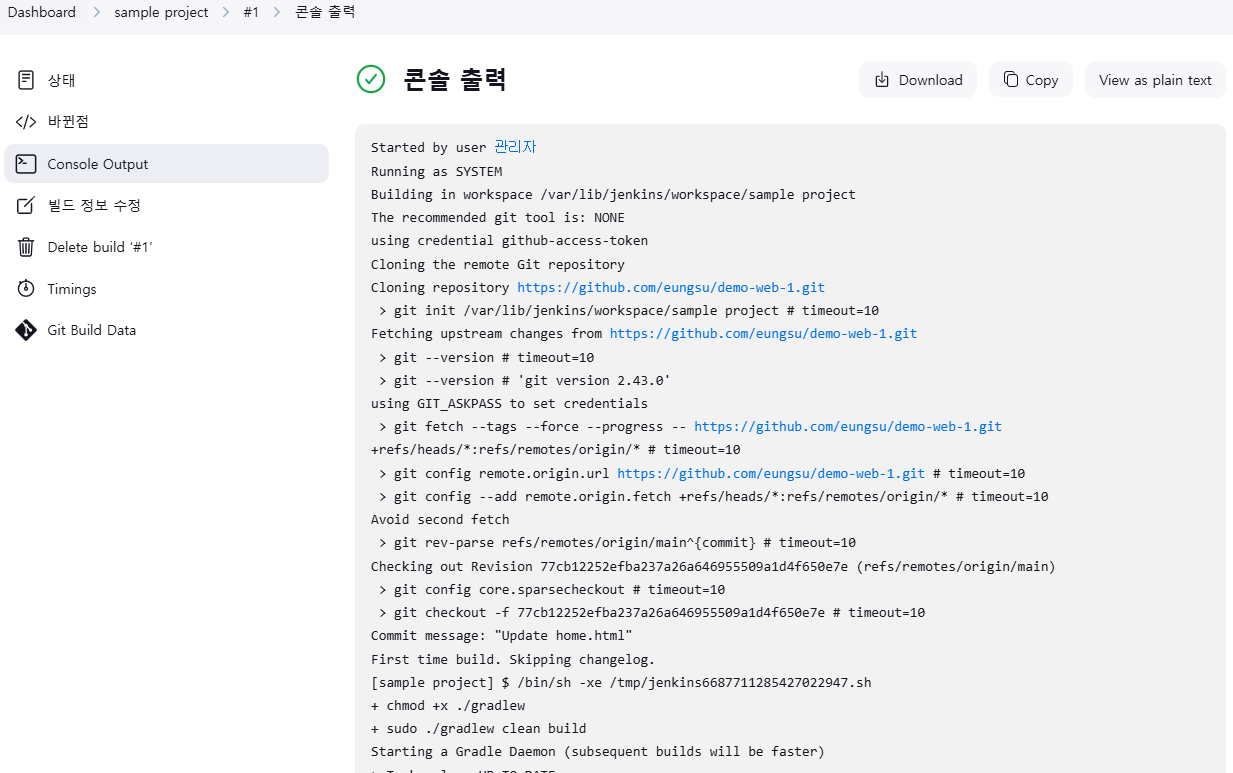 Dashboard > sample project > #1 > 콘솔 출력
상태
바뀐점
Console Output
빌드 정보 수정
Delete build ‘#1’
Timings
Git Build Data
콘솔 출력
Download
Copy
View as plain text
Started by user 관리자
Running as SYSTEM
Building in workspace /var/lib/jenkins/workspace/sample project
The recommended git tool is: NONE
using credential github-access-token
Cloning the remote Git repository
Cloning repository https://github.com/eungsu/demo-web-1.git
> git init /var/lib/jenkins/workspace/sample project # timeout=10
Fetching upstream changes from https://github.com/eungsu/demo-web-1.git
> git --version # timeout=10
> git --version # 'git version 2.43.0'
using GIT_ASKPASS to set credentials
> git fetch --tags --force --progress -- https://github.com/eungsu/demo-web-1.git
+refs/heads/*:refs/remotes/origin/* # timeout=10
> git config remote.origin.url https://github.com/eungsu/demo-web-1.git # timeout=10
> git config --add remote.origin.fetch +refs/heads/*:refs/remotes/origin/* # timeout=10
Avoid second fetch
> git rev-parse refs/remotes/origin/main^{commit} # timeout=10
Checking out Revision 77cb12252efba237a26a646955509a1d4f650e7e (refs/remotes/origin/main)
> git config core.sparsecheckout # timeout=10
> git checkout -f 77cb12252efba237a26a646955509a1d4f650e7e # timeout=10
Commit message: "Update home.html"
First time build. Skipping changelog.
[sample project] $ /bin/sh -xe /tmp/jenkins6687711285427022947.sh
+ chmod +x ./gradlew
+ sudo ./gradlew clean build
Starting a Gradle Daemon (subsequent builds will be faster)